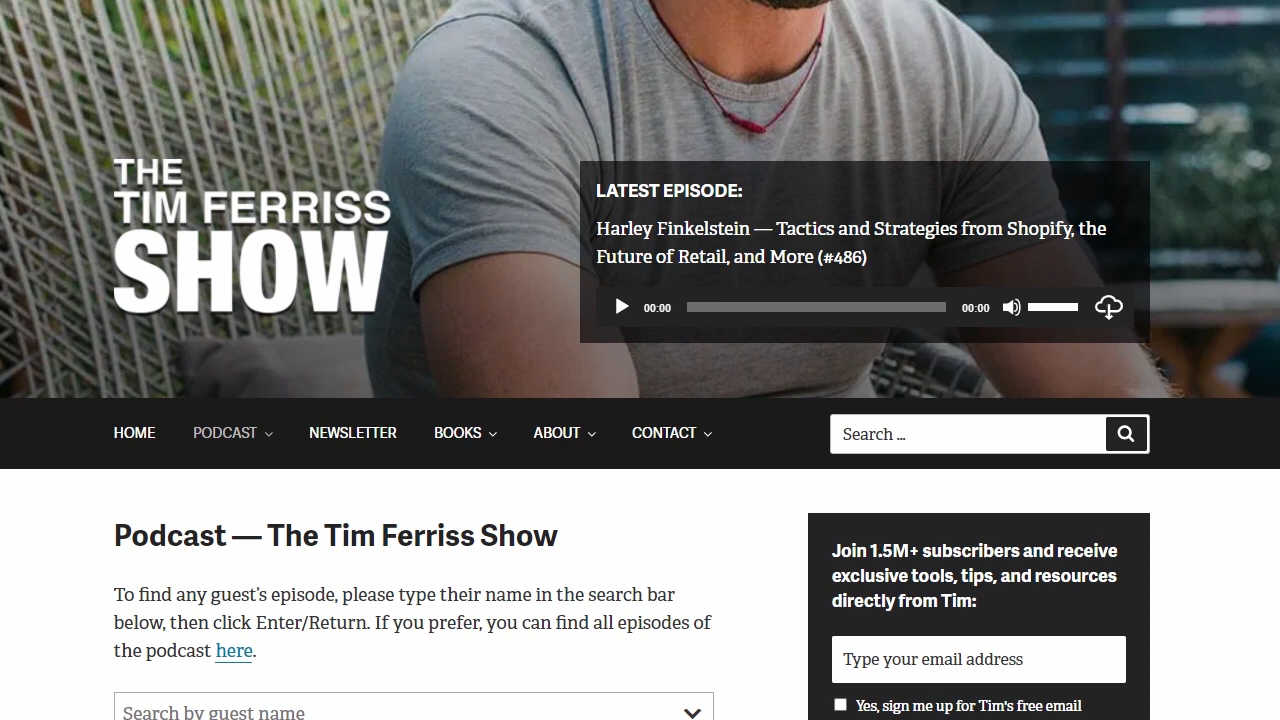 THE
TIM FERRISS
SHOW
LATEST EPISODE:
Harley Finkelstein — Tactics and Strategies from Shopify, the
Future of Retail, and More (#486)
00:00 00:00
HOME PODCAST NEWSLETTER BOOKS ABOUT CONTACT Search ...
Podcast — The Tim Ferriss Show
To find any guest's episode, please type their name in the search bar
below, then click Enter/Return. If you prefer, you can find all episodes of
the podcast here.
Search by guest name
Join 1.5M+ subscribers and receive
exclusive tools, tips, and resources
directly from Tim:
Type your email address
Yes, sign me up for Tim's free email